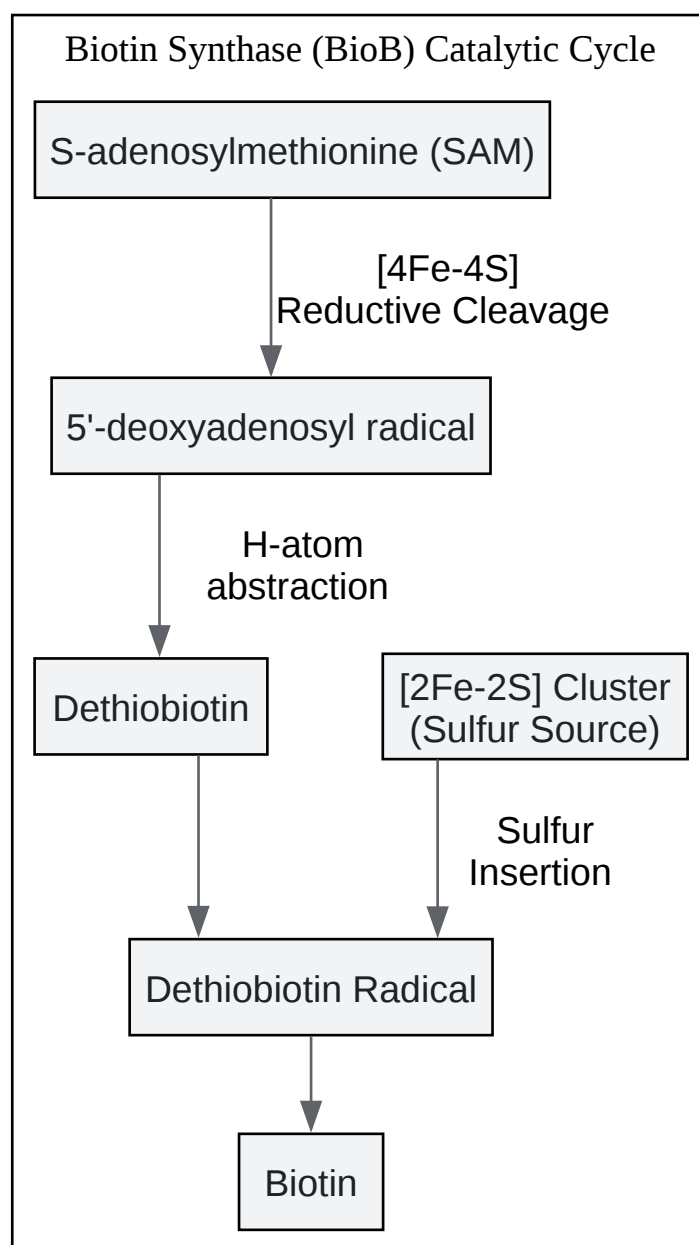 Biotin Synthase (BioB) Catalytic Cycle
S-adenosylmethionine (SAM)
[4Fe-4S]
Reductive Cleavage
5'-deoxyadenosyl radical
H-atom
abstraction
Dethiobiotin
[2Fe-2S] Cluster
(Sulfur Source)
Sulfur
Insertion
Dethiobiotin Radical
Biotin